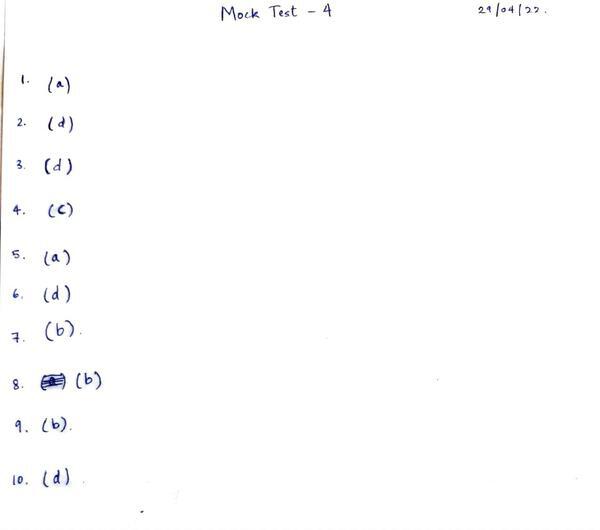 Mock Test - 4 29/04/22.
1. (a)
2. (d)
3. (d)
4. (c)
5. (a)
6. (d)
7. (b).
8. (b)
9. (b).
10. (d).